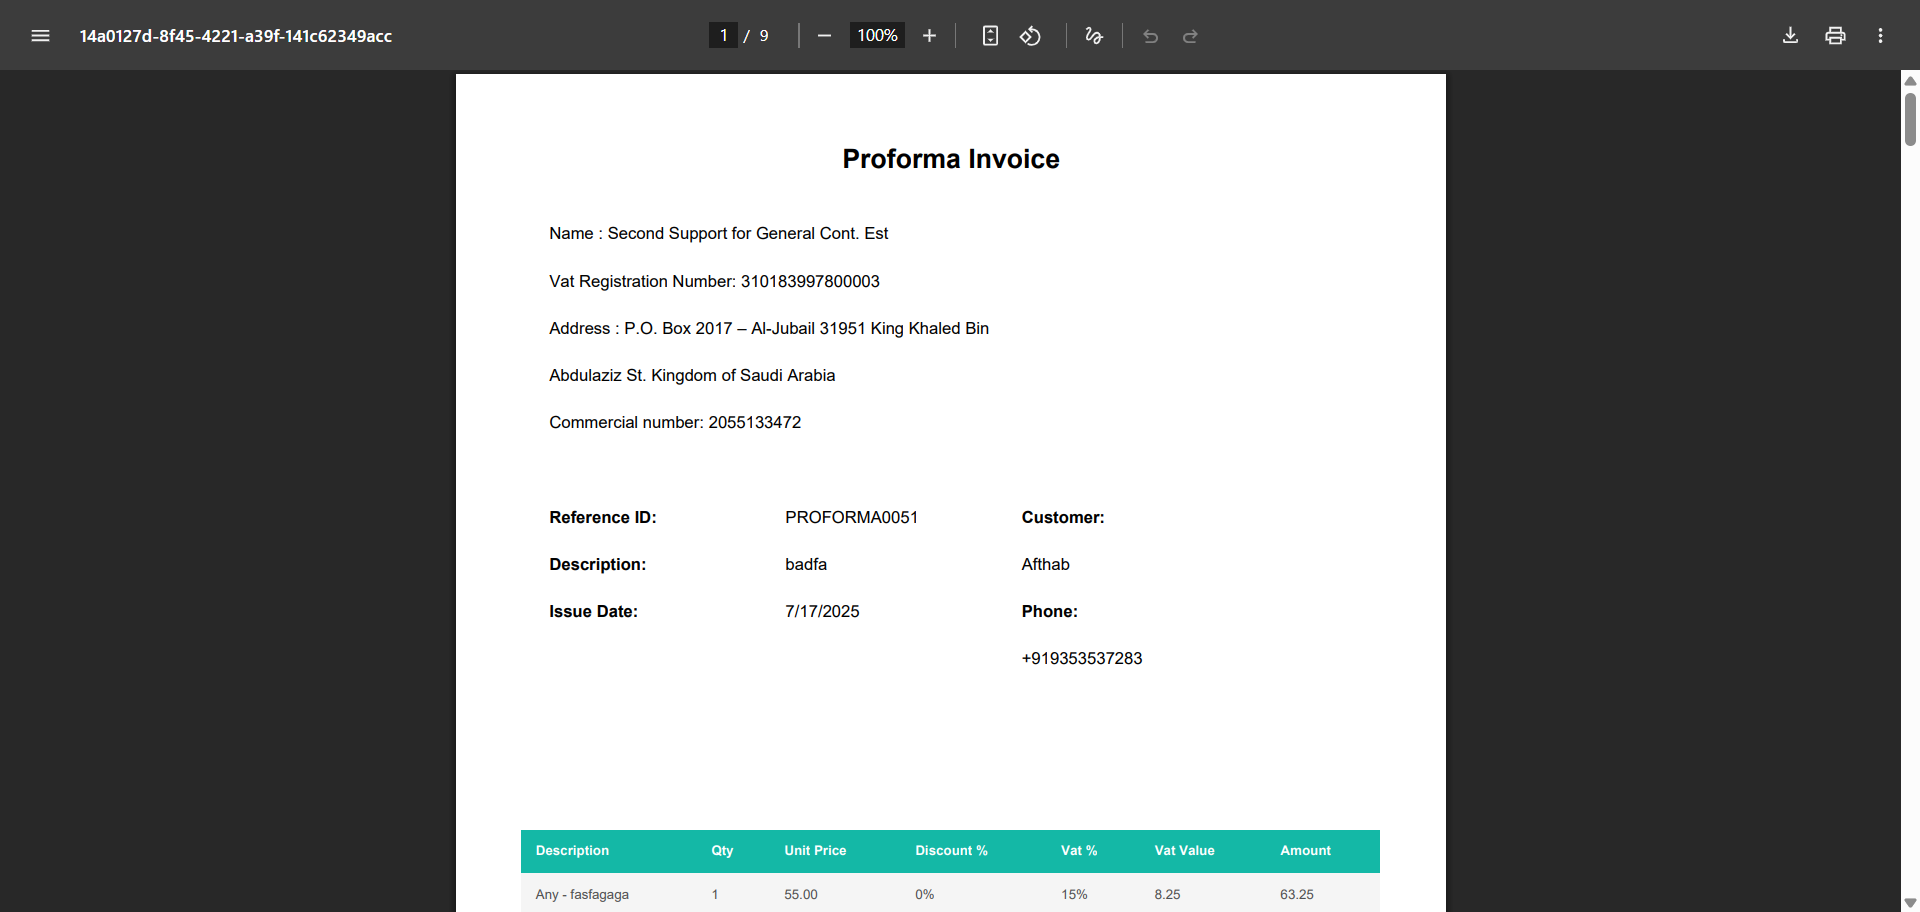 14a0127d-8f45-4221-a39f-141c62349acc
1 / 9
100%
Proforma Invoice
Name : Second Support for General Cont. Est
Vat Registration Number: 310183997800003
Address : P.O. Box 2017 – Al-Jubail 31951 King Khaled Bin
Abdulaziz St. Kingdom of Saudi Arabia
Commercial number: 2055133472
Reference ID: PROFORMA0051 Customer:
Description: badfa Afthab
Issue Date: 7/17/2025 Phone:
+919353537283
Description Qty Unit Price Discount % Vat % Vat Value Amount
Any - fasfagaga 1 55.00 0% 15% 8.25 63.25